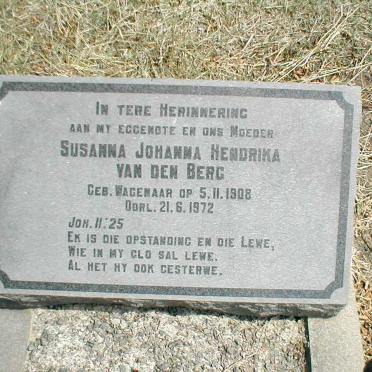 In tere Herinnering
aan my eggenote en ons Moeder
Susanna Johanna Hendrika
van den Berg
Geb. Wagenaar op 5.11.1908
Oorl. 21.6.1972
Joh. 11:25
Ek is die opstanding en die Lewe,
Wie in my glo sal lewe.
Al het hy ook gesterwe.